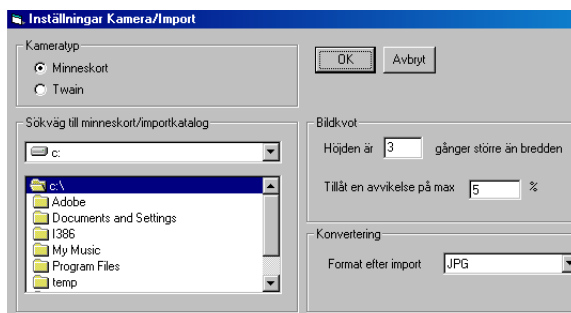 Inställningar Kamera/Import
Kameratyp
Minneskort
Twain
OK
Avbryt
Sökväg till minneskort/importkatalog
c:
c:\
Adobe
Documents and Settings
I386
My Music
Program Files
temp
Bildkvot
Höjden är 3 gånger större än bredden
Tillåt en avvikelse på max 5 %
Konvertering
Format efter import JPG